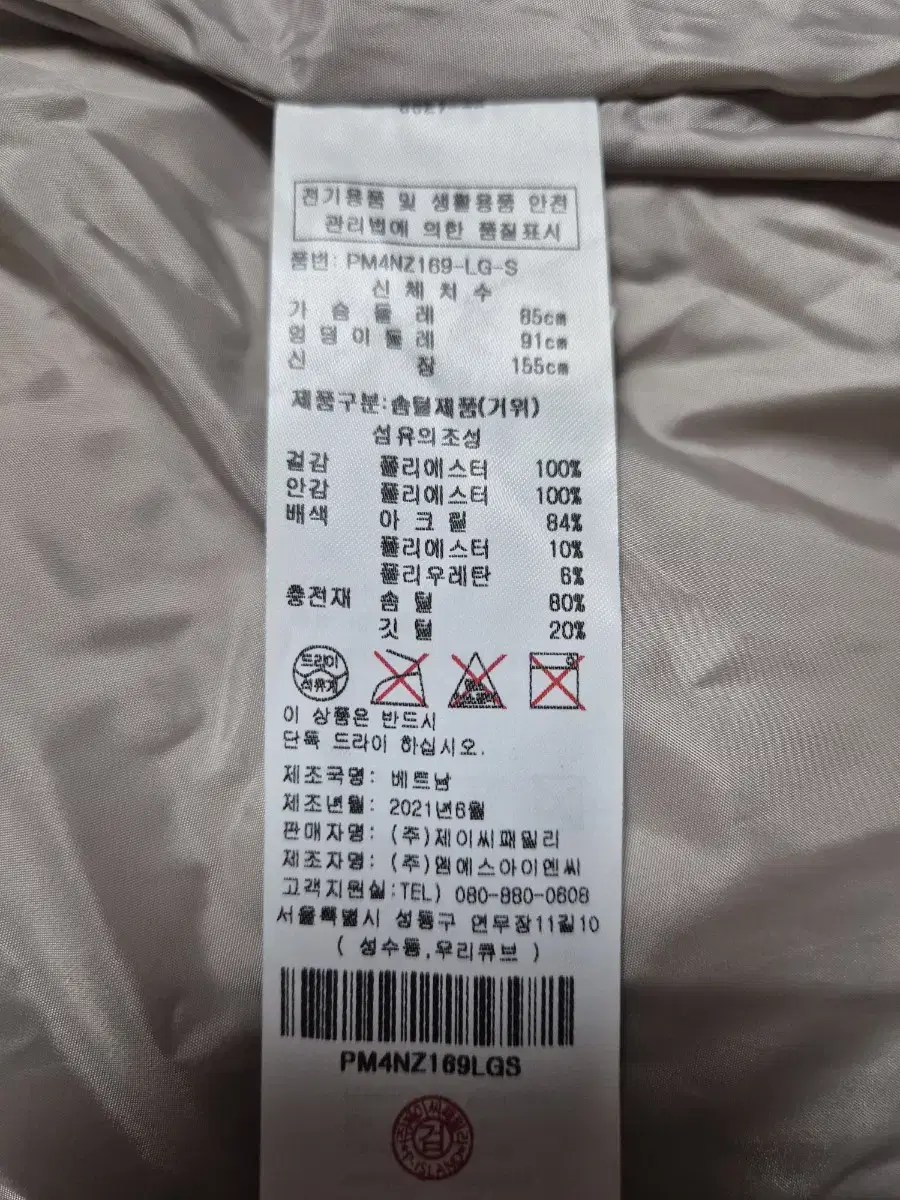 전기용품 및 생활용품 안전
관리법에 의한 품질표시
품번: PM4NZ169-LG-S
신 체 치 수
가 슴 둘 레 85cm
엉 덩 이 둘 레 91cm
신 장 155cm
제품구분:솜털제품(거위)
섬유의조성
겉감 폴리에스터 100%
안감 폴리에스터 100%
배색 아 크 릴 84%
폴리에스터 10%
폴리우레탄 6%
충전재 솜 털 80%
깃 털 20%
드라이
석유계
이 상품은 반드시
단독 드라이 하십시오.
제조국명: 베트남
제조년월: 2021년6월
판매자명: (주)제이씨패밀리
제조자명: (주)엠에스아이엔씨
고객지원실:TEL) 080-880-0608
서울특별시 성동구 연무장11길10
( 성수동,우리큐브 )
PM4NZ169LGS
검